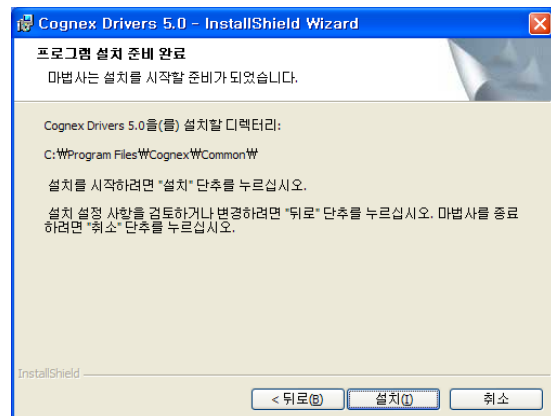 Cognex Drivers 5.0 - InstallShield Wizard
프로그램 설치 준비 완료
마법사는 설치를 시작할 준비가 되었습니다.
Cognex Drivers 5.0을(를) 설치할 디렉터리:
C:₩Program Files₩Cognex₩Common₩
설치를 시작하려면 "설치" 단추를 누르십시오.
설치 설정 사항을 검토하거나 변경하려면 "뒤로" 단추를 누르십시오. 마법사를 종료
하려면 "취소" 단추를 누르십시오.
InstallShield
< 뒤로(B) 설치(I) 취소